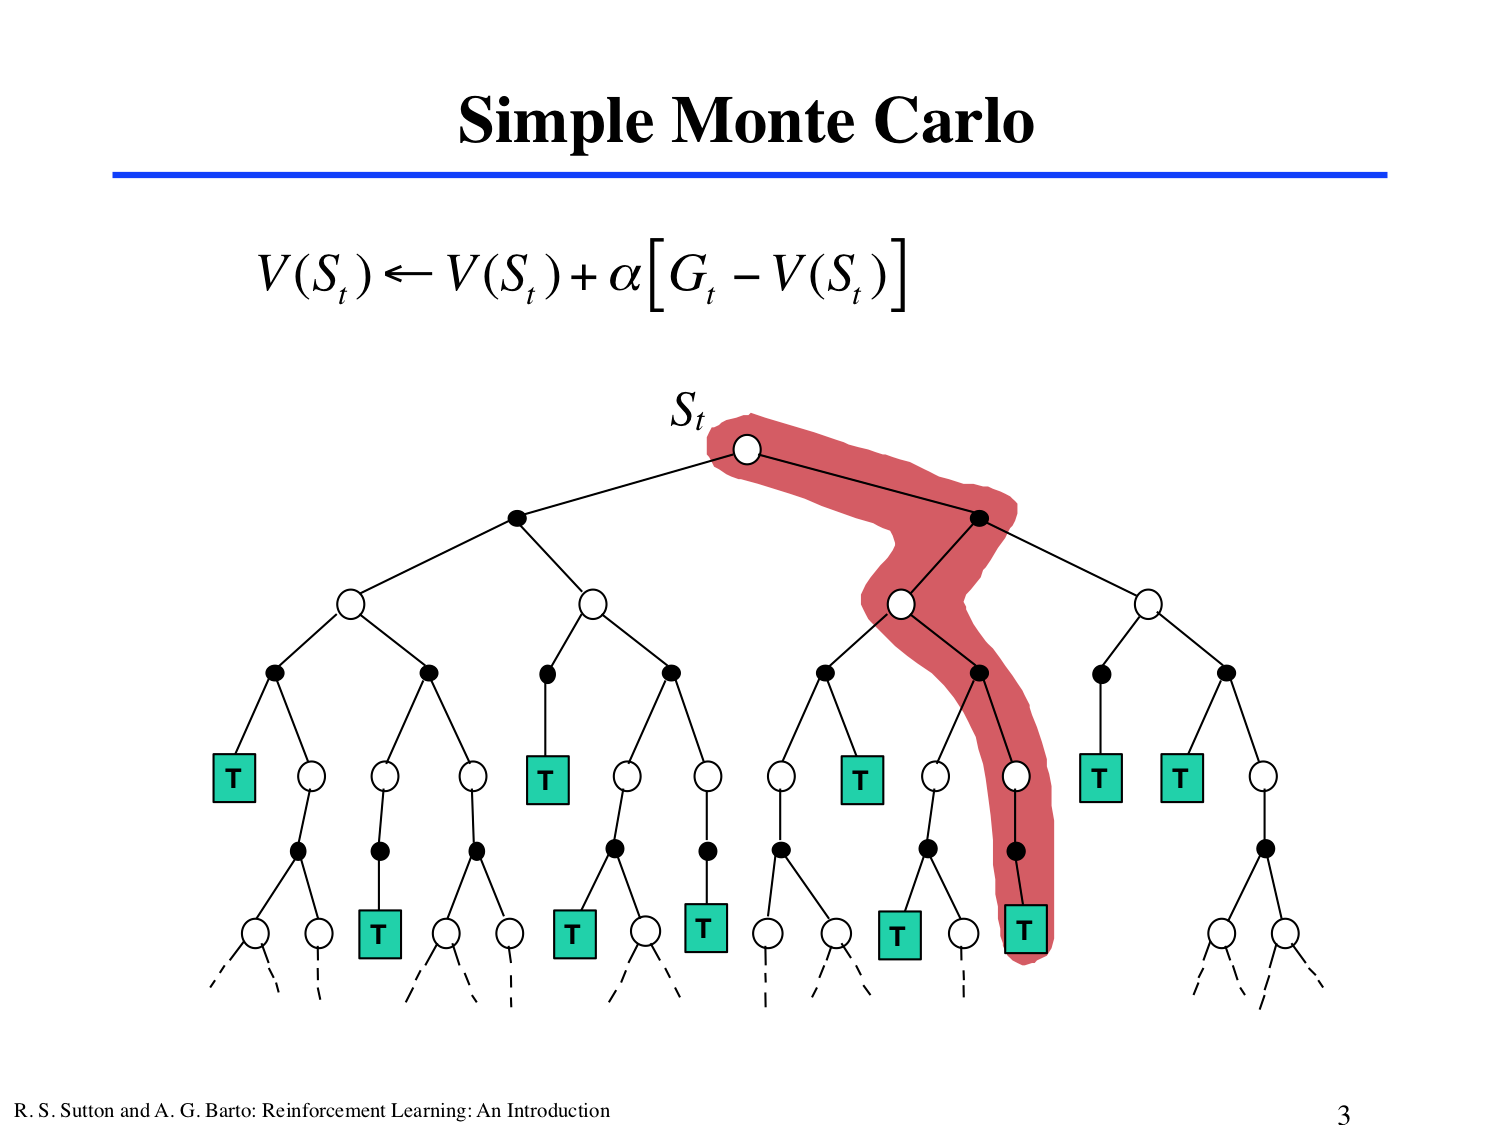 Simple Monte Carlo
V(S_t) ← V(S_t) + α[G_t − V(S_t)]
S_t
T T T T T
T T T T T
R. S. Sutton and A. G. Barto: Reinforcement Learning: An Introduction
3